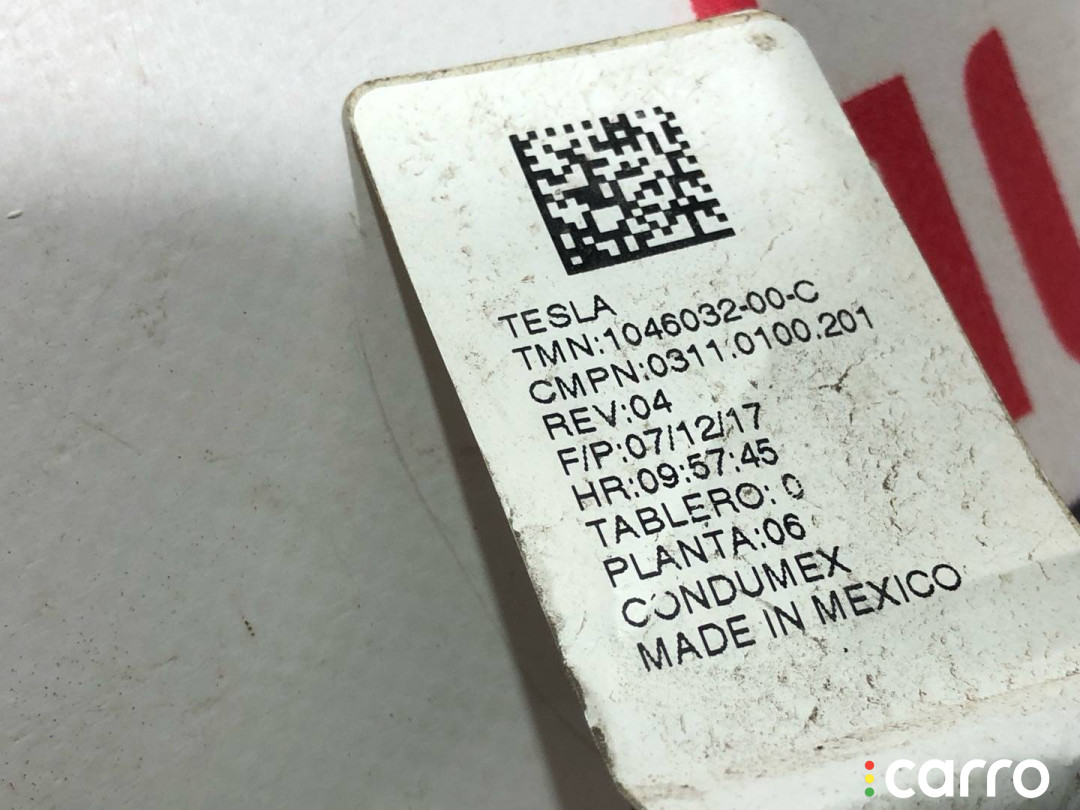 TESLA
TMN:1046032-00-C
CMPN:0311.0100.201
REV:04
F/P:07/12/17
HR:09:57:45
TABLERO: 0
PLANTA:06
CONDUMEX
MADE IN MEXICO
carro